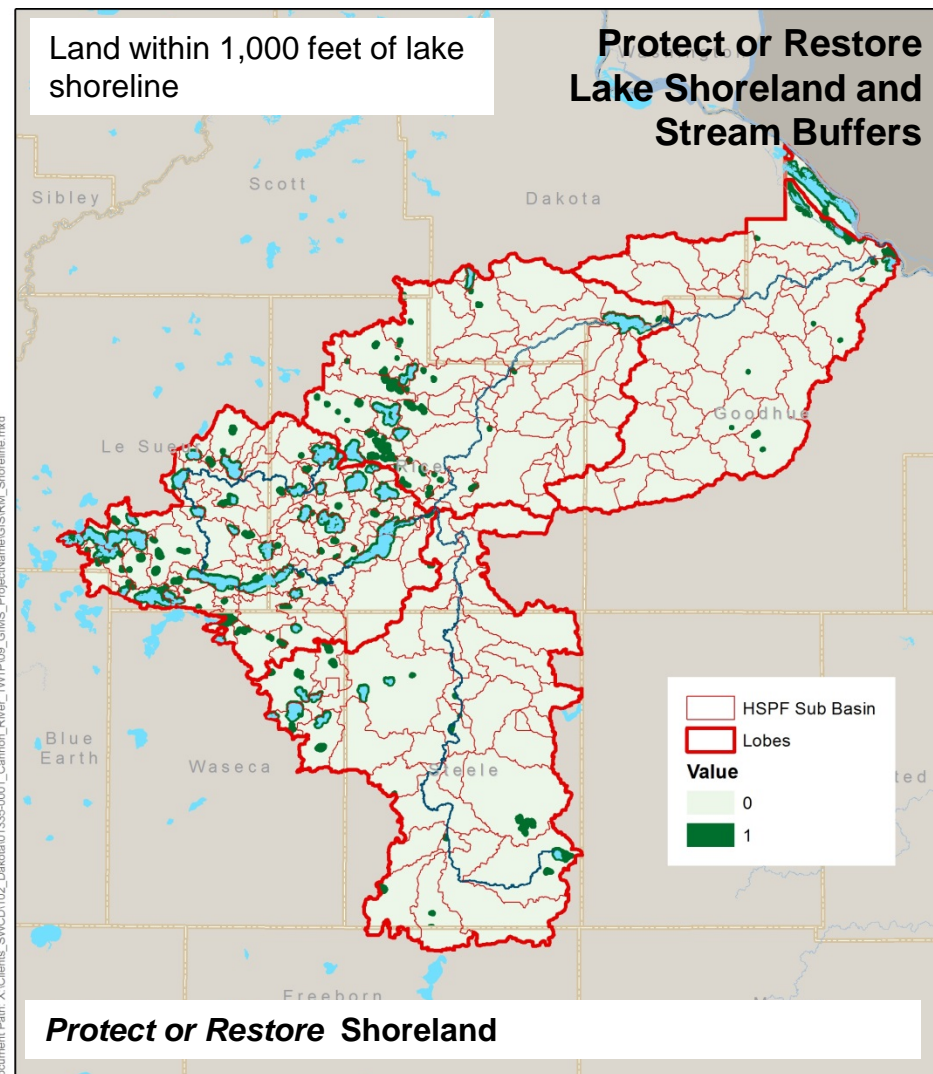 Land within 1,000 feet of lake
shoreline
Protect or Restore
Lake Shoreland and
Stream Buffers
Washington
Scott
Sibley
Dakota
Goodhue
Le Sueur
Rice
HSPF Sub Basin
Lobes
Value
0
1
Blue
Earth
Waseca
Steele
Freeborn
Protect or Restore Shoreland